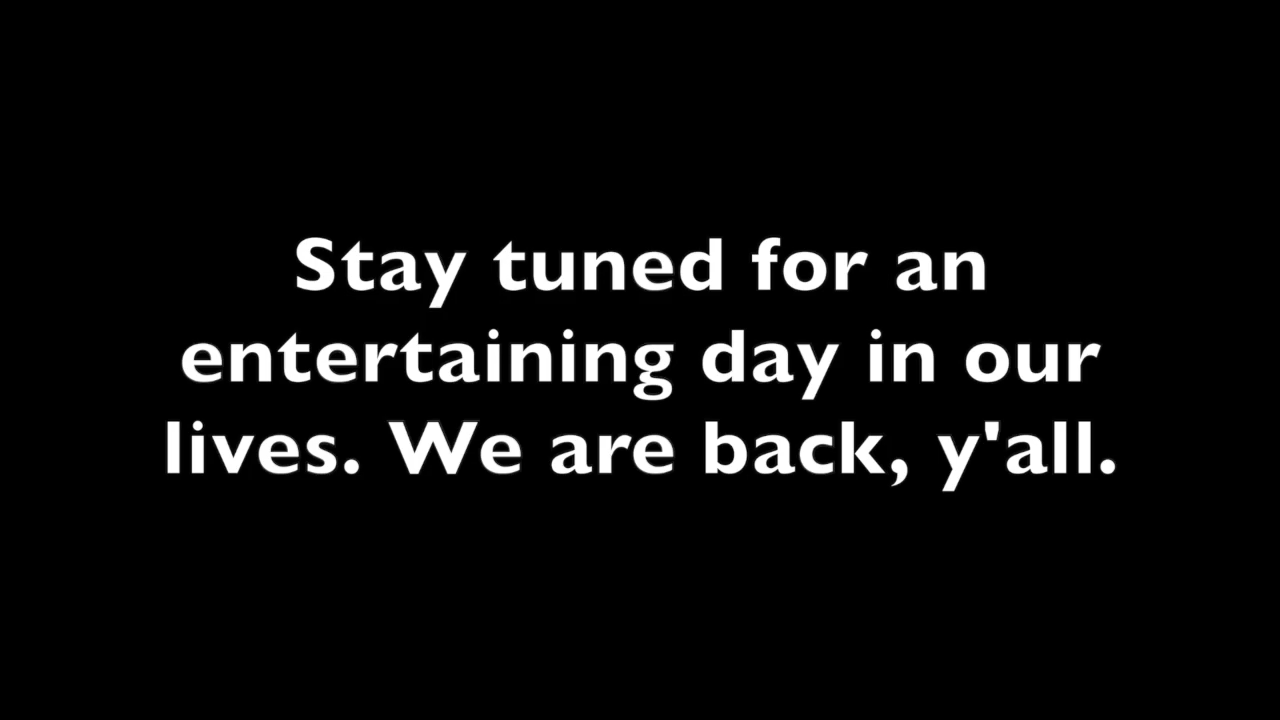 Stay tuned for an
entertaining day in our
lives. We are back, y'all.